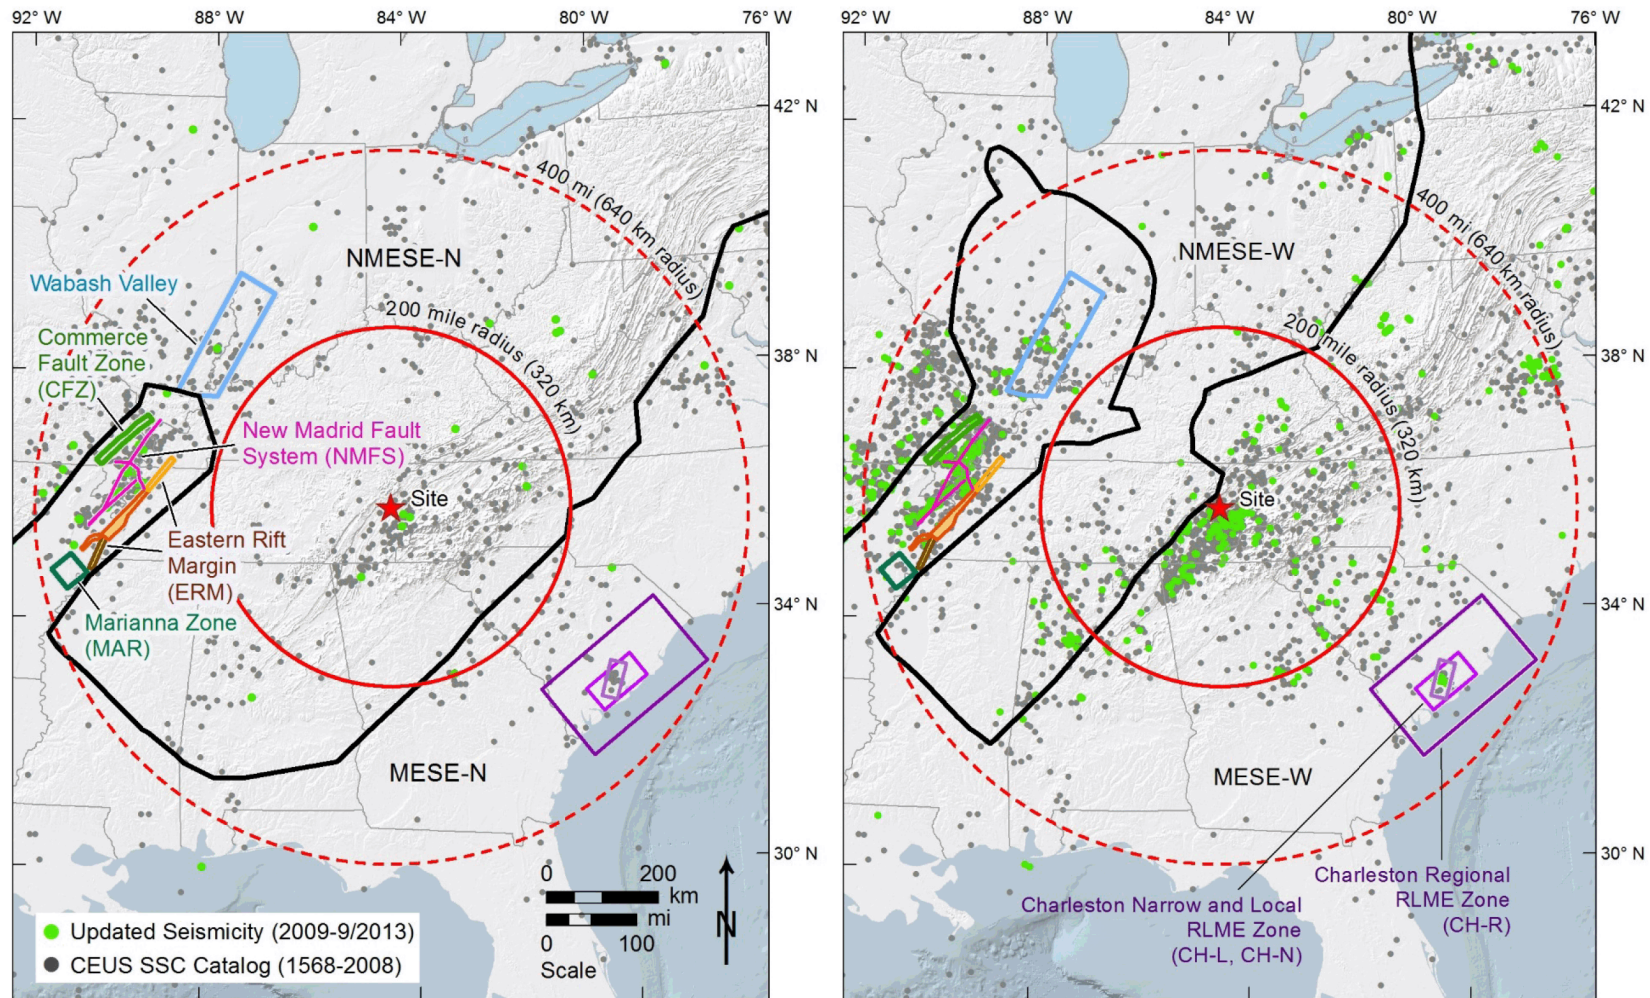 92° W 88° W 84° W 80° W 76° W
92° W 88° W 84° W 80° W 76° W
42° N
38° N
34° N
30° N
42° N
38° N
34° N
30° N
400 mi (640 km radius)
NMESE-N
Wabash Valley
200 mile radius (320 km)
Commerce
Fault Zone
(CFZ)
New Madrid Fault
System (NMFS)
Site
Eastern Rift
Margin
(ERM)
Marianna Zone
(MAR)
MESE-N
0 200
km
mi
0 100
Scale
N
Updated Seismicity (2009-9/2013)
CEUS SSC Catalog (1568-2008)
400 mi (640 km radius)
NMESE-W
200 mile radius (320 km)
Site
MESE-W
Charleston Regional
RLME Zone
(CH-R)
Charleston Narrow and Local
RLME Zone
(CH-L, CH-N)